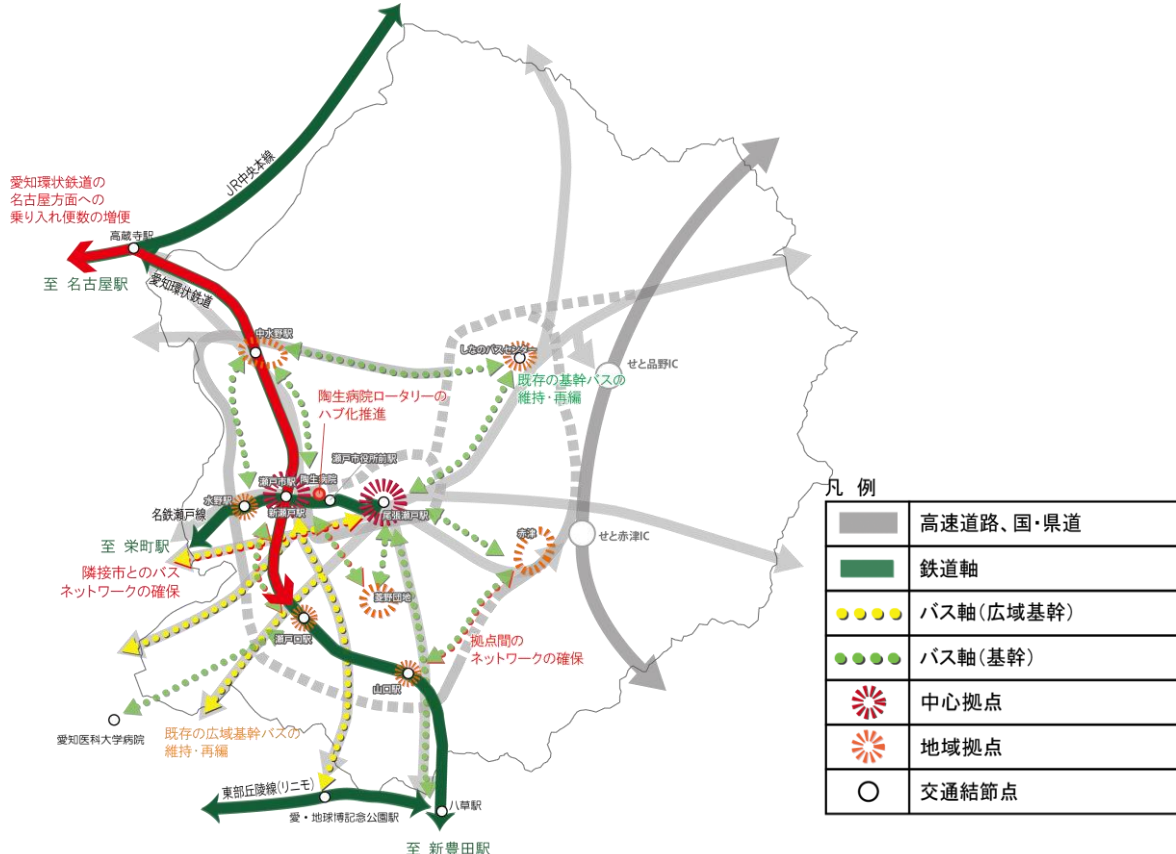 JR中央本線
愛知環状鉄道の
名古屋方面への
乗り入れ便数の増便
高蔵寺駅
至 名古屋駅
愛知環状鉄道
中水野駅
しなのバスセンター
せと品野IC
既存の基幹バスの
維持・再編
陶生病院ロータリーの
ハブ化推進
瀬戸市役所前駅
瀬戸市駅
陶生病院
水野駅
新瀬戸駅
尾張瀬戸駅
名鉄瀬戸線
赤津
せと赤津IC
至 栄町駅
隣接市とのバス
ネットワークの確保
菱野団地
瀬戸口駅
拠点間の
ネットワークの確保
山口駅
愛知医科大学病院
既存の広域基幹バスの
維持・再編
東部丘陵線(リニモ)
愛・地球博記念公園駅
八草駅
至 新豊田駅
凡 例
高速道路、国・県道
鉄道軸
バス軸(広域基幹)
バス軸(基幹)
中心拠点
地域拠点
交通結節点